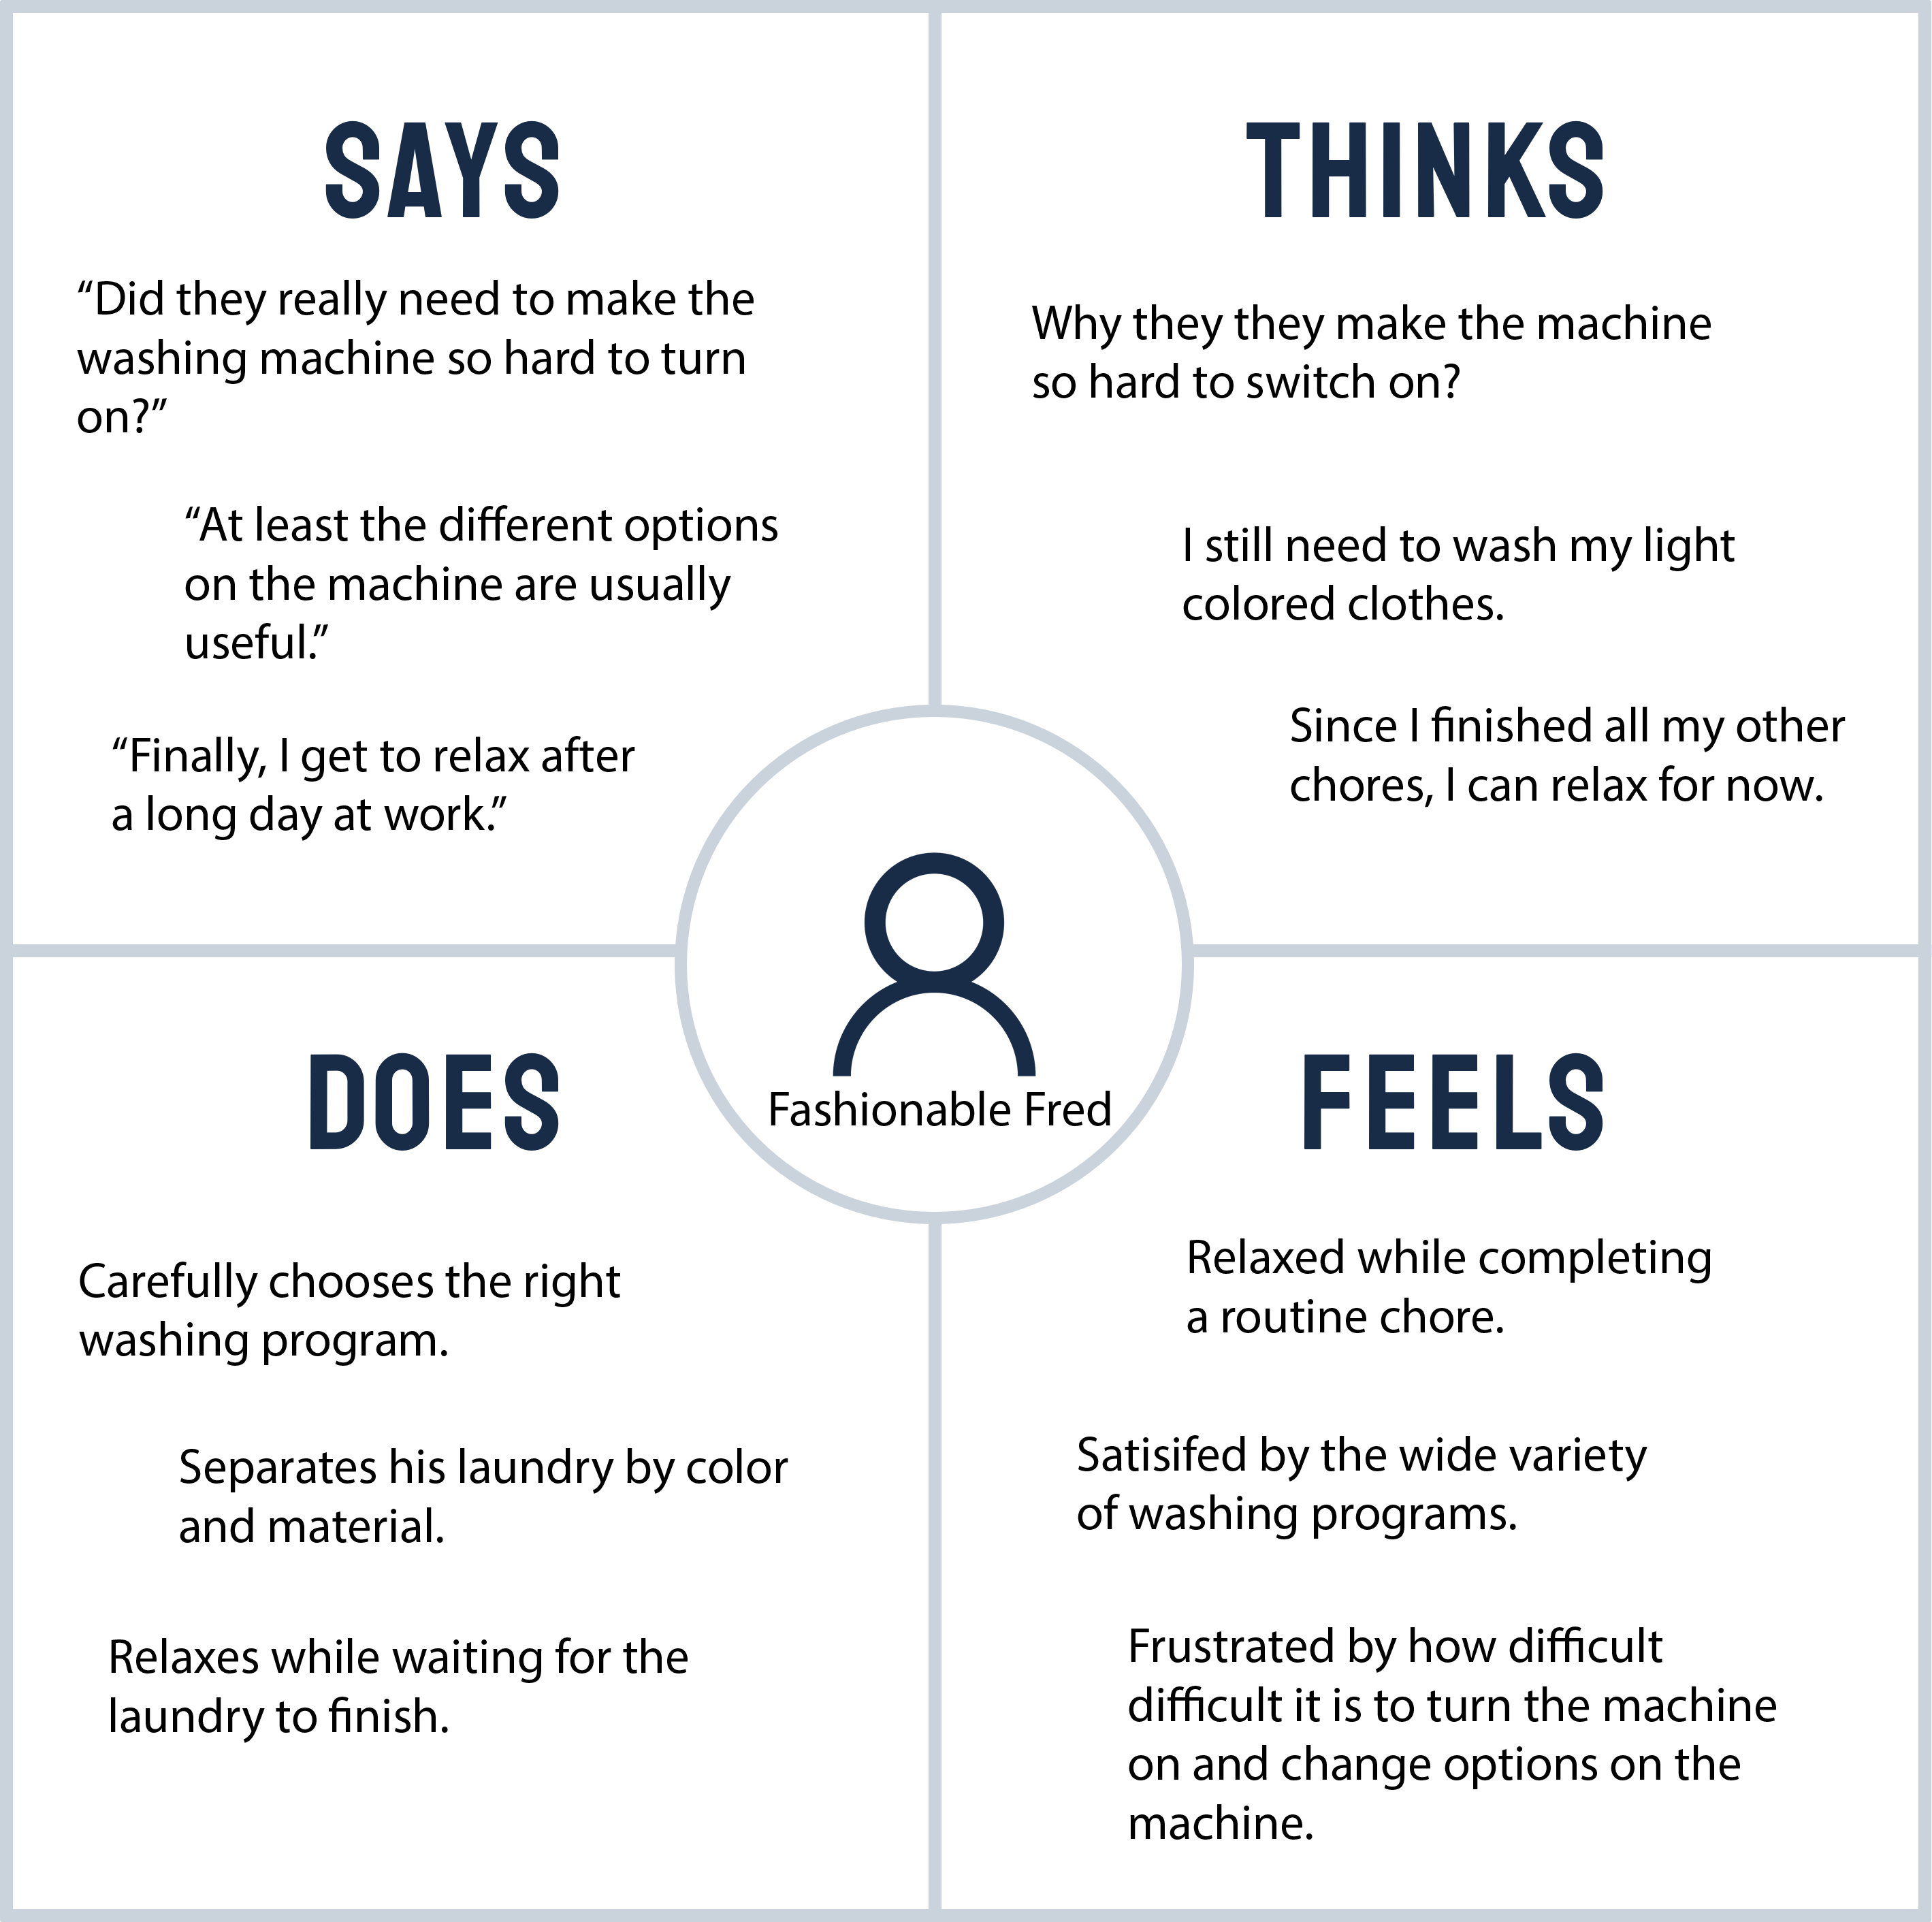 SAYS
“Did they really need to make the
washing machine so hard to turn
on?”
“At least the different options
on the machine are usually
useful.”
“Finally, I get to relax after
a long day at work.”
THINKS
Why they they make the machine
so hard to switch on?
I still need to wash my light
colored clothes.
Since I finished all my other
chores, I can relax for now.
Fashionable Fred
DOES
Carefully chooses the right
washing program.
Separates his laundry by color
and material.
Relaxes while waiting for the
laundry to finish.
FEELS
Relaxed while completing
a routine chore.
Satisifed by the wide variety
of washing programs.
Frustrated by how difficult
difficult it is to turn the machine
on and change options on the
machine.